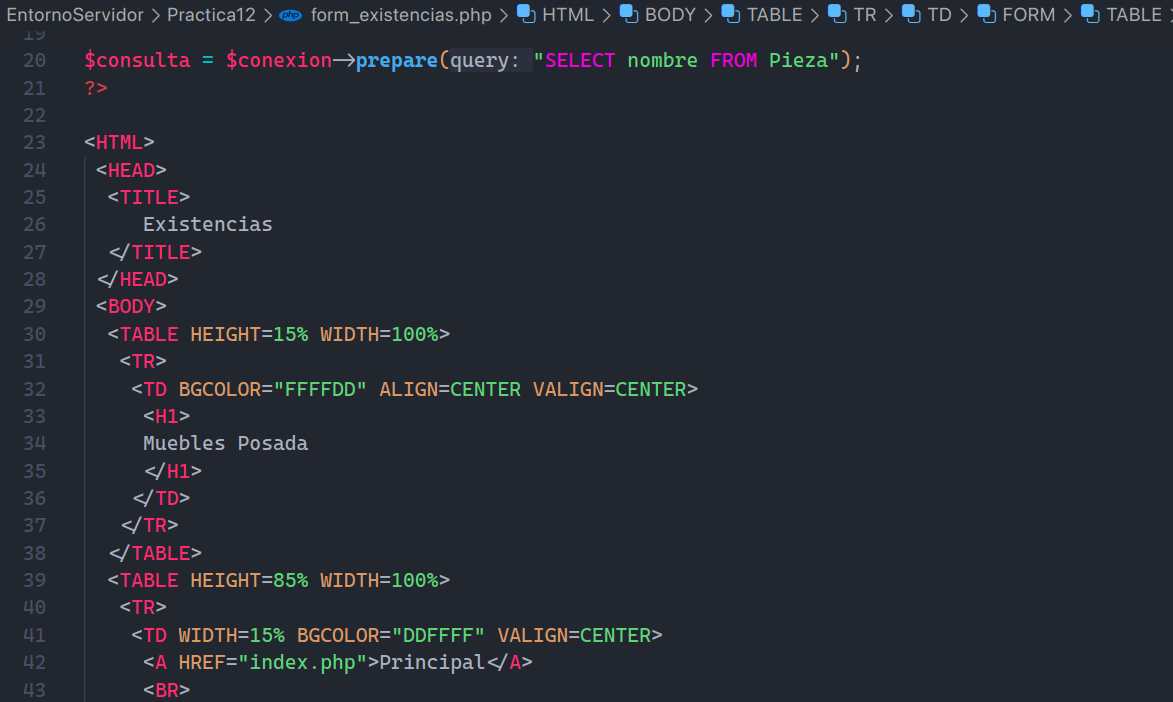 EntornoServidor > Practica12 > php form_existencias.php > HTML > BODY > TABLE > TR > TD > FORM > TABLE >
19
20 $consulta = $conexion->prepare(query: "SELECT nombre FROM Pieza");
21 ?>
22
23 <HTML>
24 <HEAD>
25 <TITLE>
26 Existencias
27 </TITLE>
28 </HEAD>
29 <BODY>
30 <TABLE HEIGHT=15% WIDTH=100%>
31 <TR>
32 <TD BGCOLOR="FFFFDD" ALIGN=CENTER VALIGN=CENTER>
33 <H1>
34 Muebles Posada
35 </H1>
36 </TD>
37 </TR>
38 </TABLE>
39 <TABLE HEIGHT=85% WIDTH=100%>
40 <TR>
41 <TD WIDTH=15% BGCOLOR="DDFFFF" VALIGN=CENTER>
42 <A HREF="index.php">Principal</A>
43 <BR>